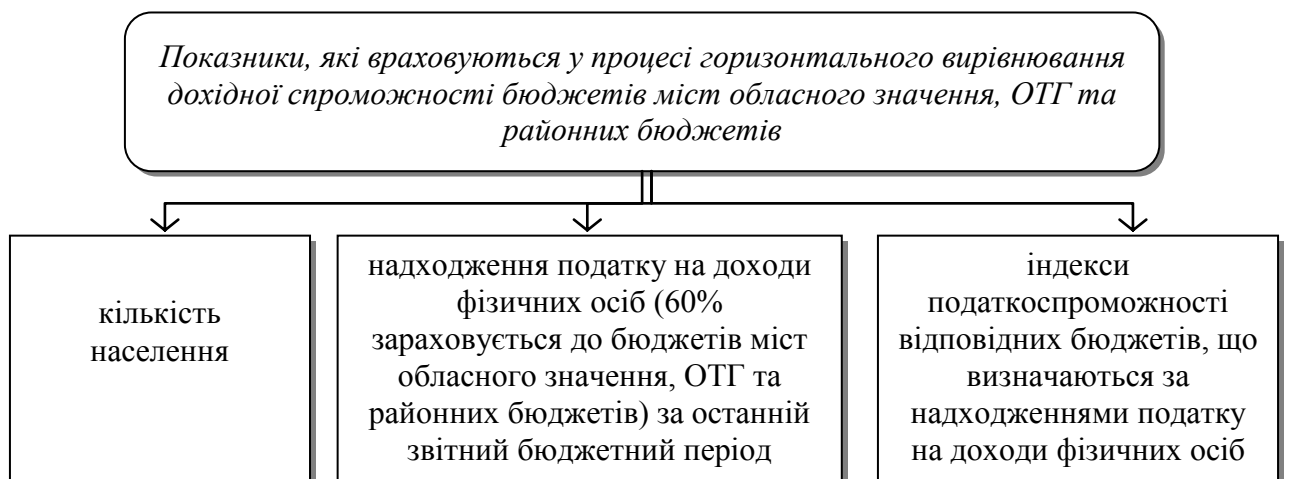 Показники, які враховуються у процесі горизонтального вирівнювання
дохідної спроможності бюджетів міст обласного значення, ОТГ та
районних бюджетів
кількість
населення
надходження податку на доходи
фізичних осіб (60%
зараховується до бюджетів міст
обласного значення, ОТГ та
районних бюджетів) за останній
звітний бюджетний період
індекси
податкоспроможності
відповідних бюджетів, що
визначаються за
надходженнями податку
на доходи фізичних осіб